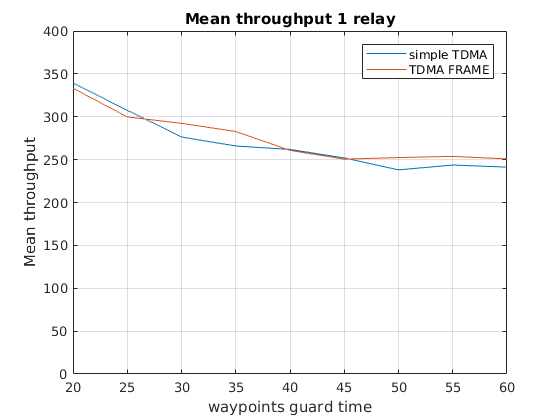 Mean throughput 1 relay
simple TDMA
TDMA FRAME
Mean throughput
400
350
300
250
200
150
100
50
0
20 25 30 35 40 45 50 55 60
waypoints guard time